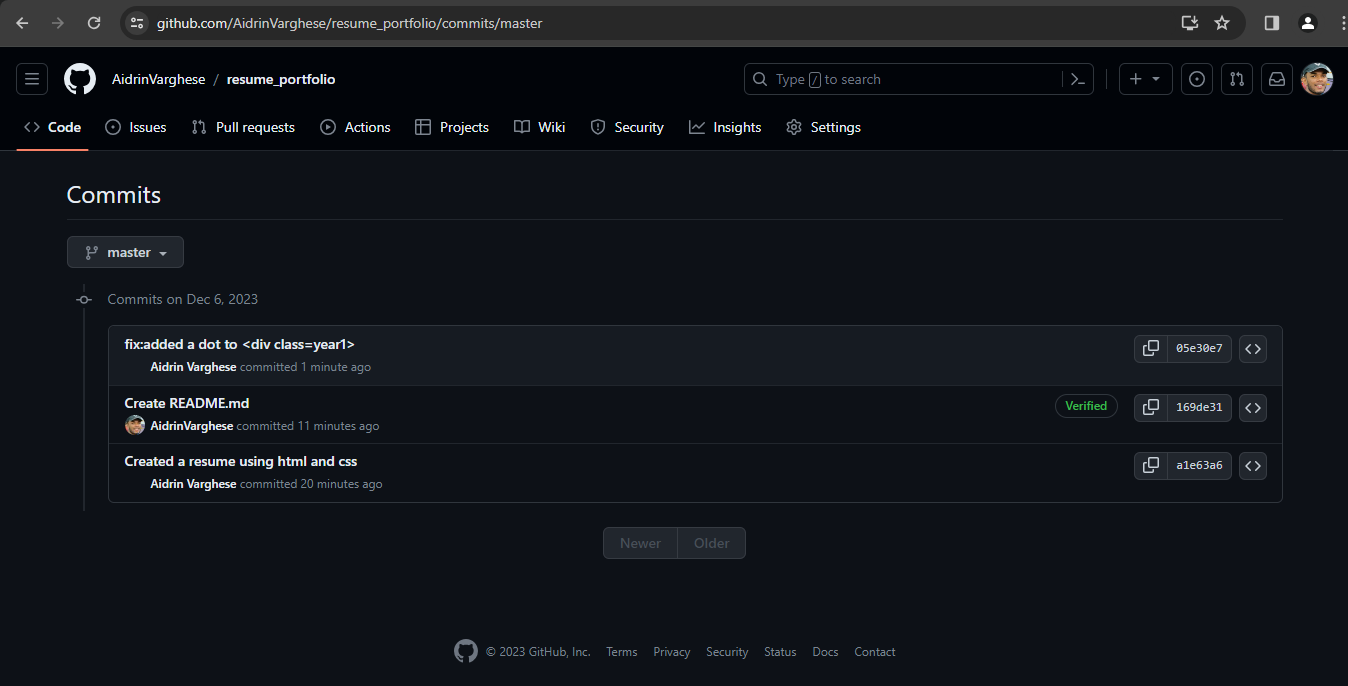 github.com/AidrinVarghese/resume_portfolio/commits/master
AidrinVarghese / resume_portfolio
Type / to search
Code Issues Pull requests Actions Projects Wiki Security Insights Settings
Commits
master
Commits on Dec 6, 2023
fix:added a dot to <div class=year1>
05e30e7
Aidrin Varghese committed 1 minute ago
Create README.md
Verified 169de31
AidrinVarghese committed 11 minutes ago
Created a resume using html and css
a1e63a6
Aidrin Varghese committed 20 minutes ago
Newer Older
© 2023 GitHub, Inc. Terms Privacy Security Status Docs Contact